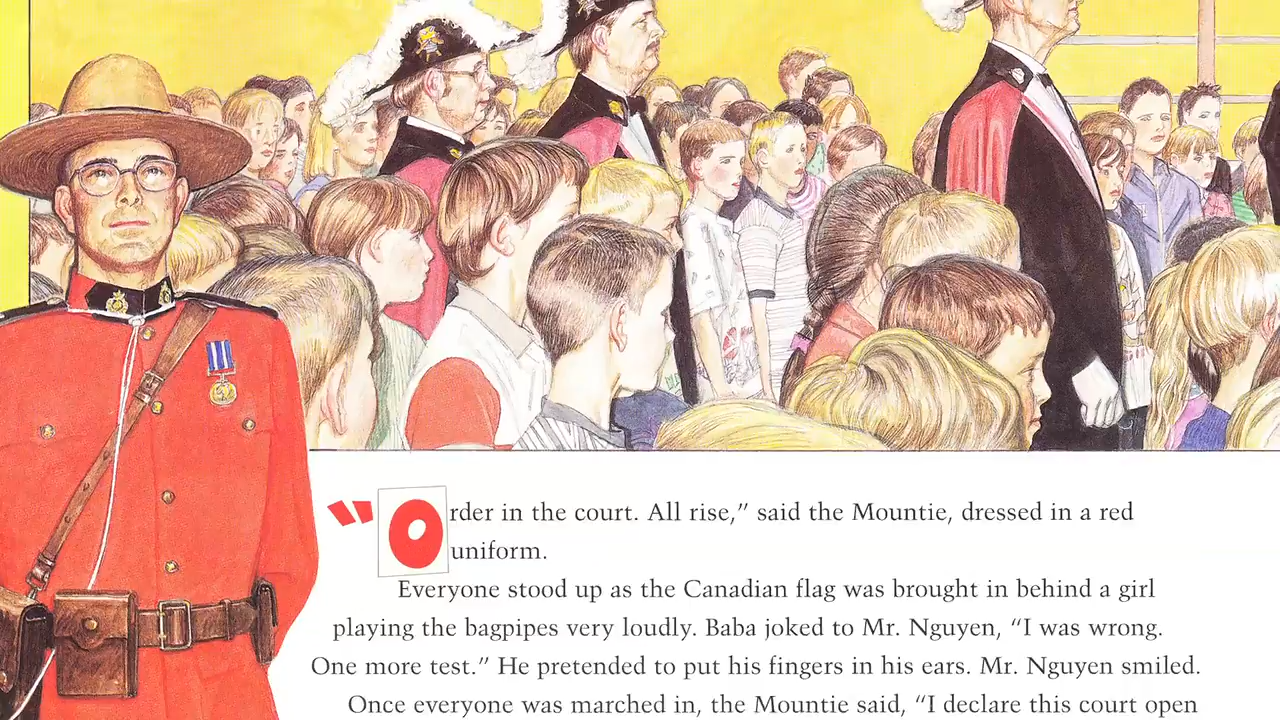 “Order in the court. All rise,” said the Mountie, dressed in a red
uniform.
Everyone stood up as the Canadian flag was brought in behind a girl
playing the bagpipes very loudly. Baba joked to Mr. Nguyen, “I was wrong.
One more test.” He pretended to put his fingers in his ears. Mr. Nguyen smiled.
Once everyone was marched in, the Mountie said, “I declare this court open